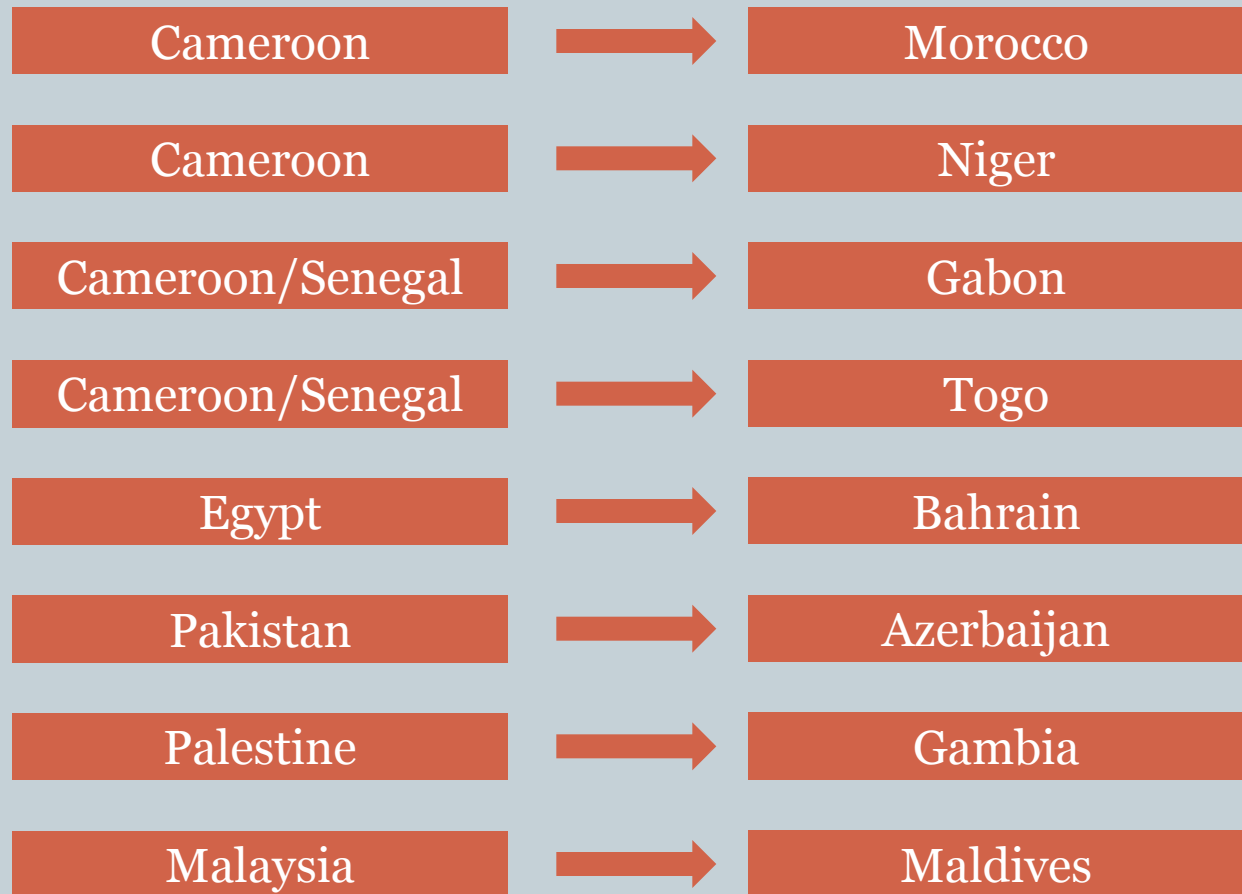 Cameroon Morocco
Cameroon Niger
Cameroon/Senegal Gabon
Cameroon/Senegal Togo
Egypt Bahrain
Pakistan Azerbaijan
Palestine Gambia
Malaysia Maldives